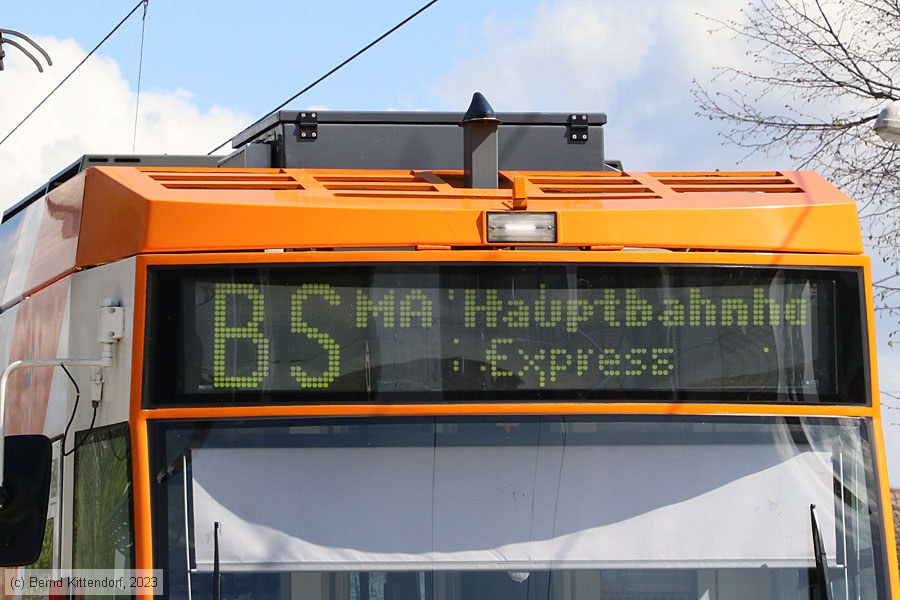 BS MA Hauptbahnho
Express
(c) Bernd Kittendorf, 2023